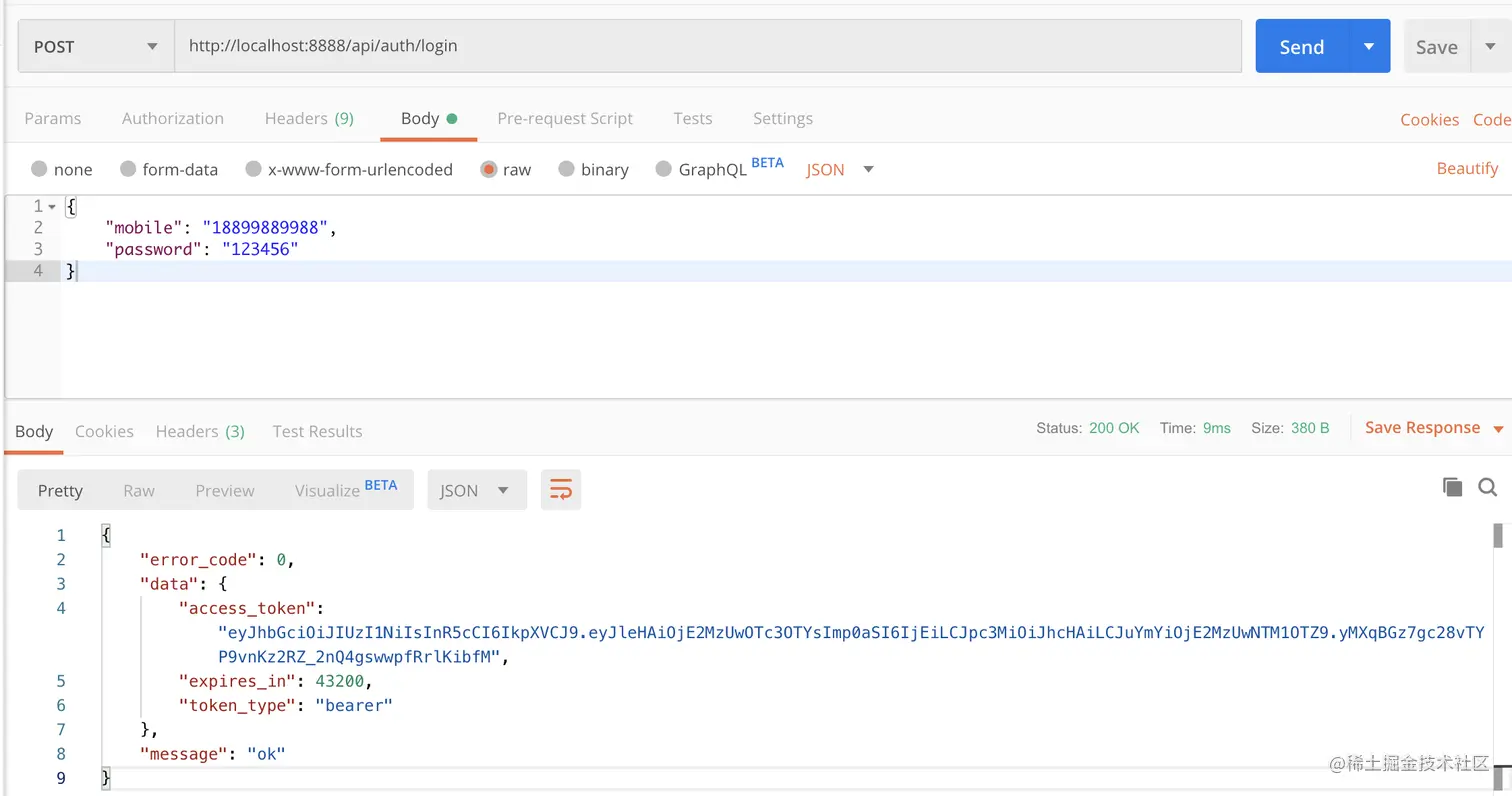 POST http://localhost:8888/api/auth/login Send Save
Params Authorization Headers (9) Body Pre-request Script Tests Settings Cookies Code
none form-data x-www-form-urlencoded raw binary GraphQL BETA JSON Beautify
1 {
2 "mobile": "18899889988",
3 "password": "123456"
4 }
Body Cookies Headers (3) Test Results Status: 200 OK Time: 9ms Size: 380 B Save Response
Pretty Raw Preview Visualize BETA JSON
1 {
2 "error_code": 0,
3 "data": {
4 "access_token":
"eyJhbGciOiJIUzI1NiIsInR5cCI6IkpXVCJ9.eyJleHAiOjE2MzUwOTc3OTYsImp0aSI6IjEiLCJpc3MiOiJhcHAiLCJuYmYiOjE2MzUwNTM1OTZ9.yMXqBGz7gc28vTY
P9vnKz2RZ_2nQ4gswwpfRrlKibfM",
5 "expires_in": 43200,
6 "token_type": "bearer"
7 },
8 "message": "ok"
9 }
@稀土掘金技术社区